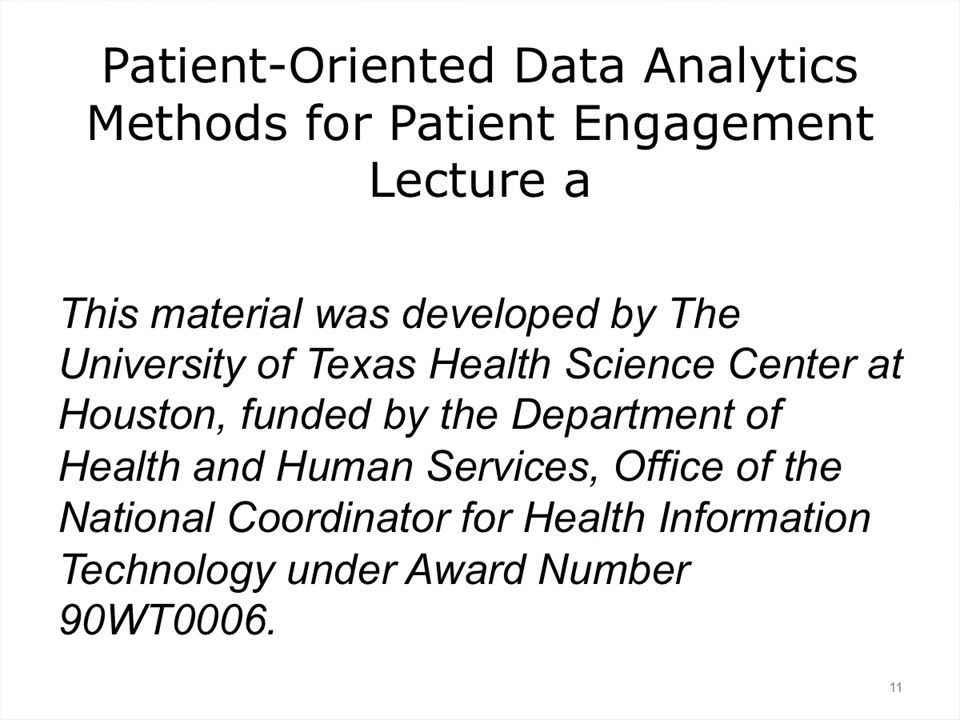 Patient-Oriented Data Analytics
Methods for Patient Engagement
Lecture a
This material was developed by The
University of Texas Health Science Center at
Houston, funded by the Department of
Health and Human Services, Office of the
National Coordinator for Health Information
Technology under Award Number
90WT0006.
11